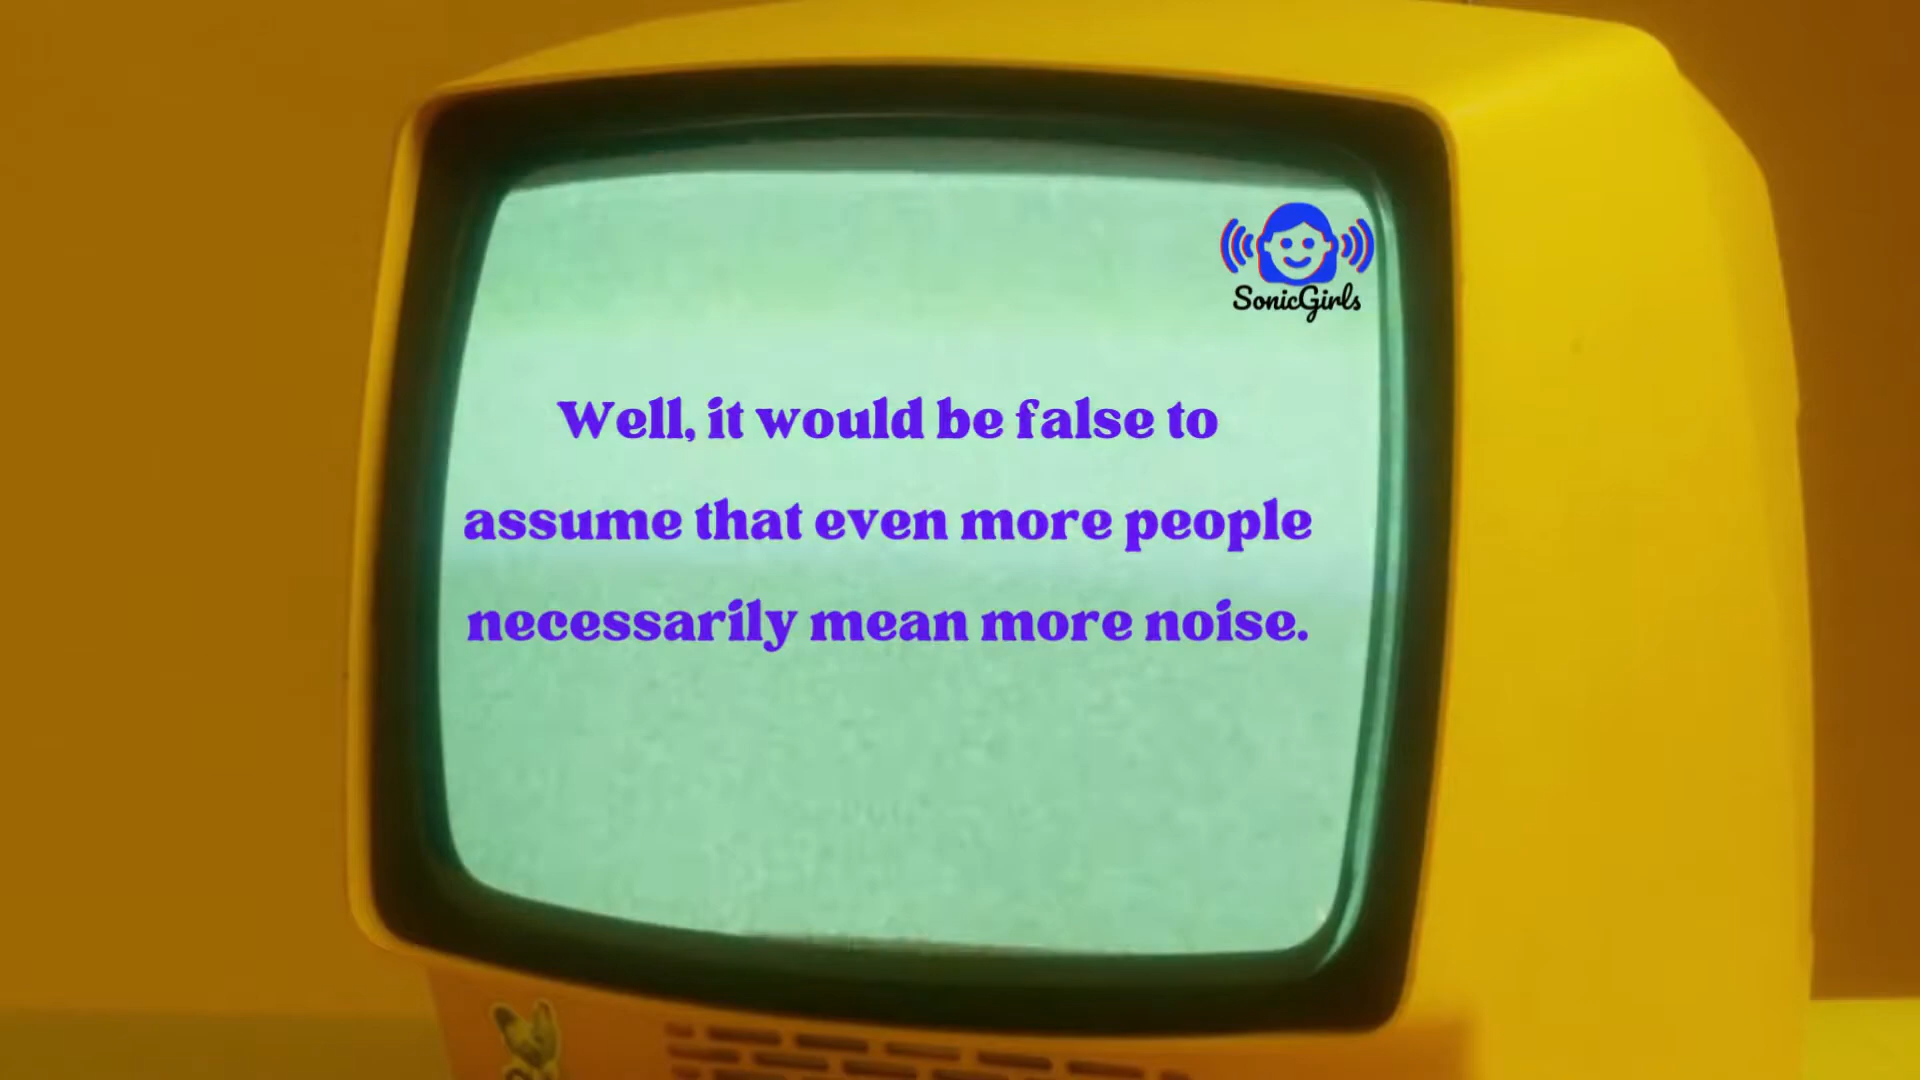 SonicGirls
Well, it would be false to
assume that even more people
necessarily mean more noise.